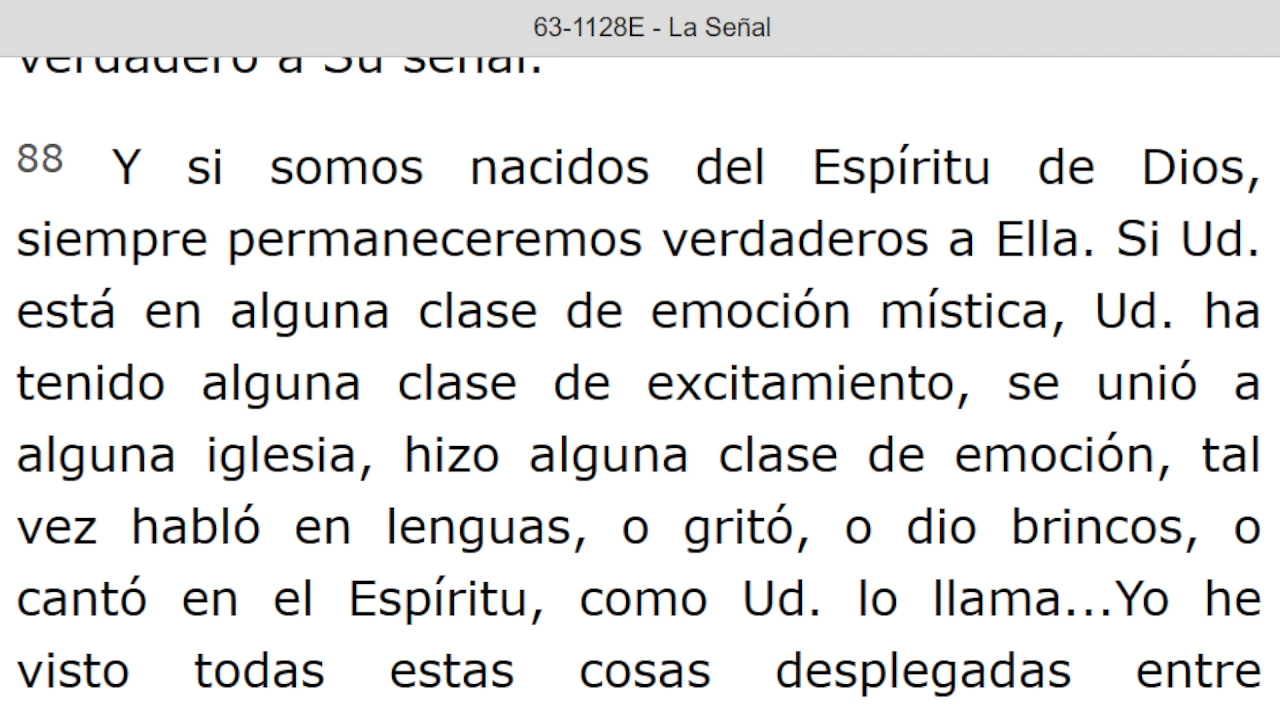 63-1128E - La Señal
verdadero a Su señal.
88 Y si somos nacidos del Espíritu de Dios,
siempre permaneceremos verdaderos a Ella. Si Ud.
está en alguna clase de emoción mística, Ud. ha
tenido alguna clase de excitamiento, se unió a
alguna iglesia, hizo alguna clase de emoción, tal
vez habló en lenguas, o gritó, o dio brincos, o
cantó en el Espíritu, como Ud. lo llama...Yo he
visto todas estas cosas desplegadas entre